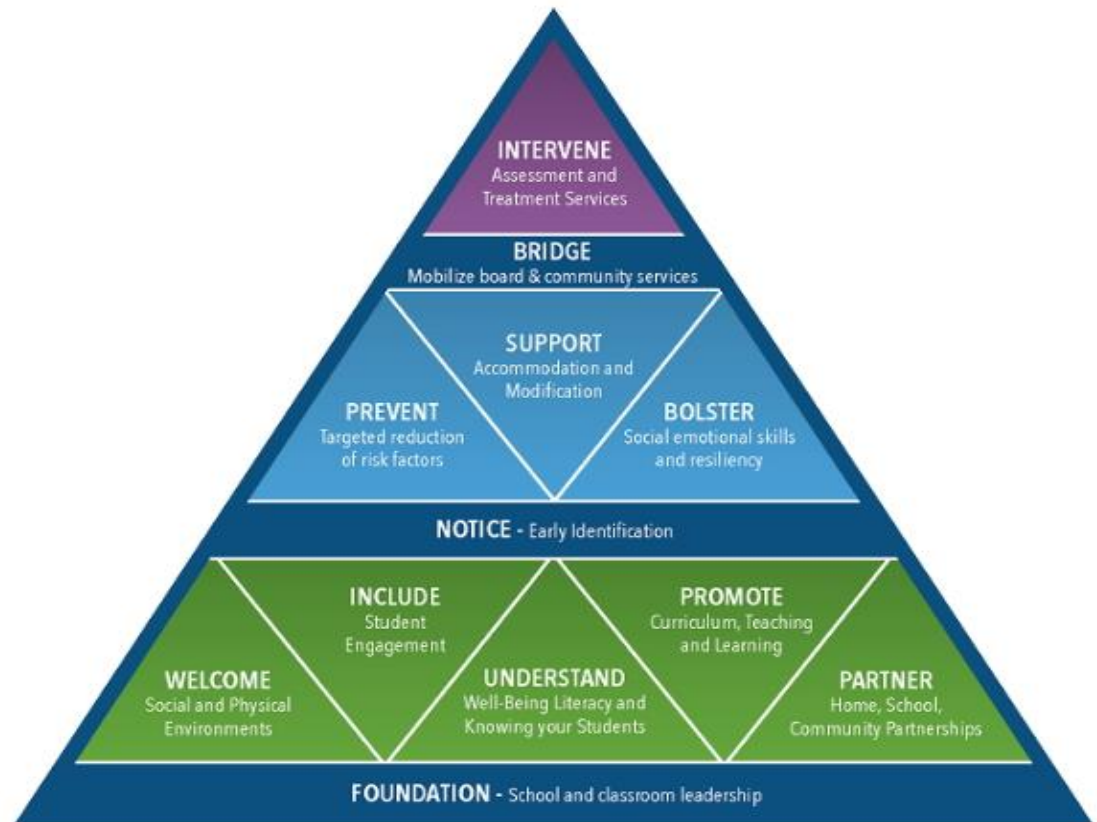 INTERVENE
Assessment and
Treatment Services
BRIDGE
Mobilize board & community services
SUPPORT
Accommodation and
Modification
PREVENT
Targeted reduction
of risk factors
BOLSTER
Social emotional skills
and resiliency
NOTICE - Early Identification
INCLUDE
Student
Engagement
PROMOTE
Curriculum, Teaching
and Learning
WELCOME
Social and Physical
Environments
UNDERSTAND
Well-Being Literacy and
Knowing your Students
PARTNER
Home, School,
Community Partnerships
FOUNDATION - School and classroom leadership